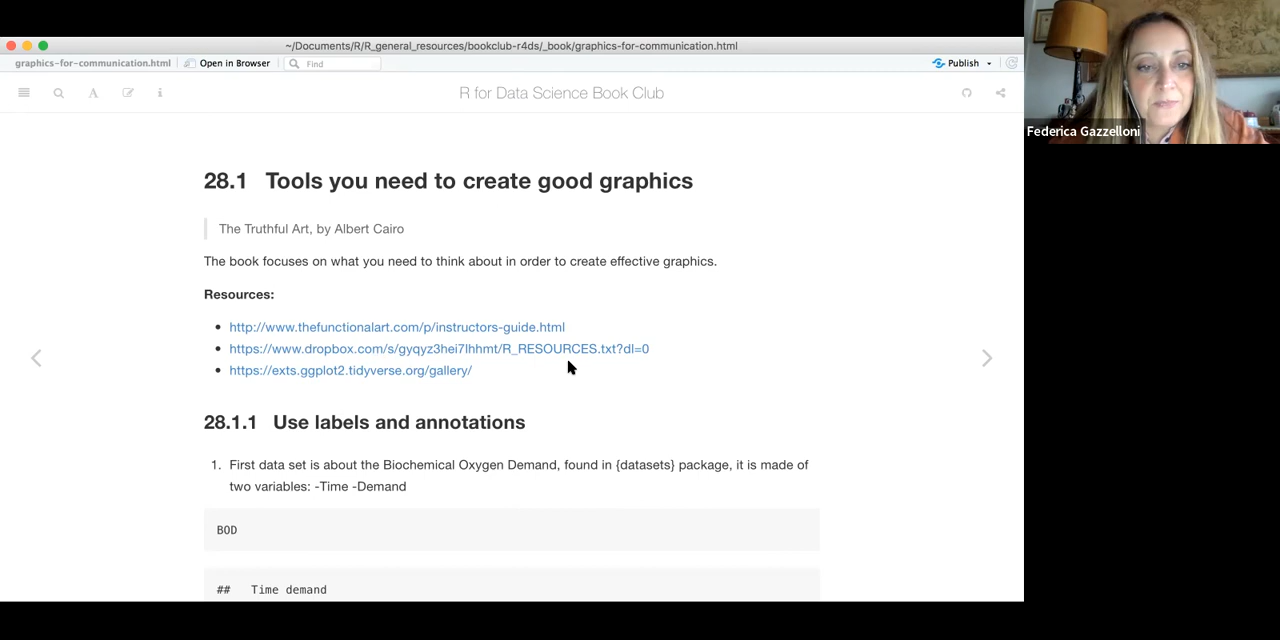 ~/Documents/R/R_general_resources/bookclub-r4ds/_book/graphics-for-communication.html
graphics-for-communication.html
Open in Browser
Find
Publish
A
i
R for Data Science Book Club
Federica Gazzelloni
28.1 Tools you need to create good graphics
The Truthful Art, by Albert Cairo
The book focuses on what you need to think about in order to create effective graphics.
Resources:
• http://www.thefunctionalart.com/p/instructors-guide.html
• https://www.dropbox.com/s/gyqyz3hei7lhhmt/R_RESOURCES.txt?dl=0
• https://exts.ggplot2.tidyverse.org/gallery/
28.1.1 Use labels and annotations
1. First data set is about the Biochemical Oxygen Demand, found in {datasets} package, it is made of
two variables: -Time -Demand
BOD
## Time demand